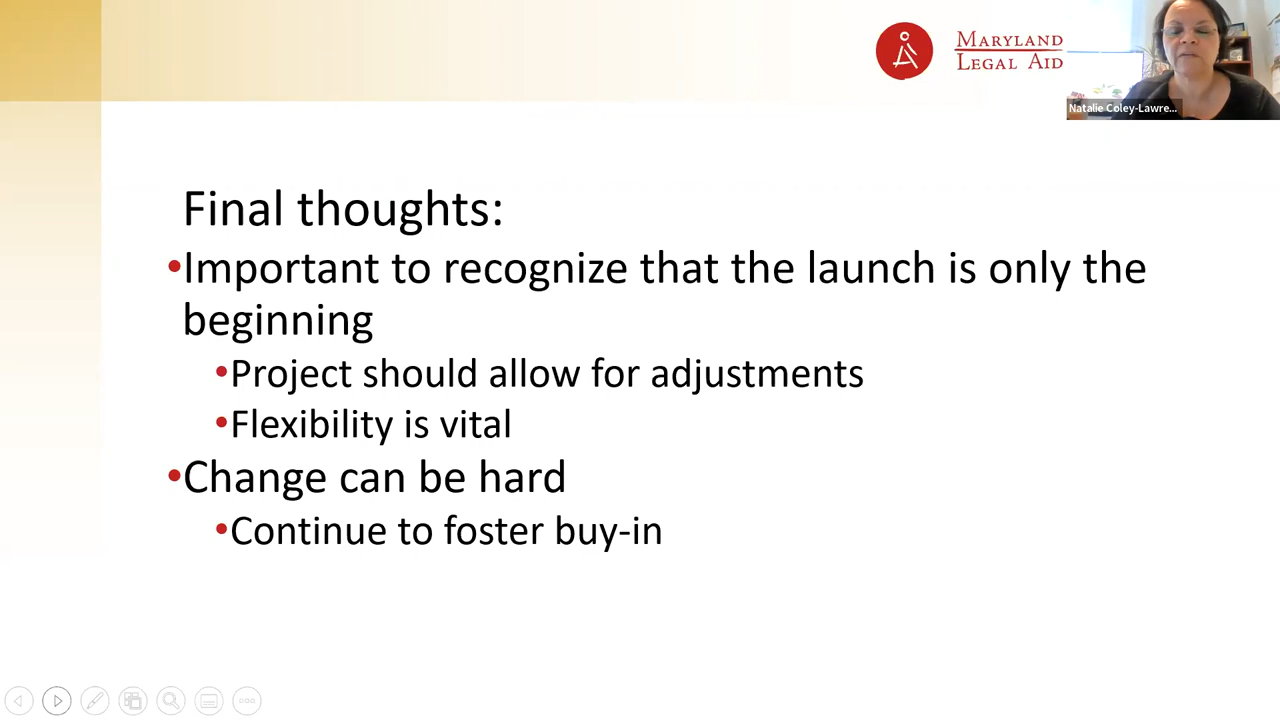 MARYLAND
LEGAL AID
Natalie Coley-Lawre...
Final thoughts:
•Important to recognize that the launch is only the
beginning
•Project should allow for adjustments
•Flexibility is vital
•Change can be hard
•Continue to foster buy-in